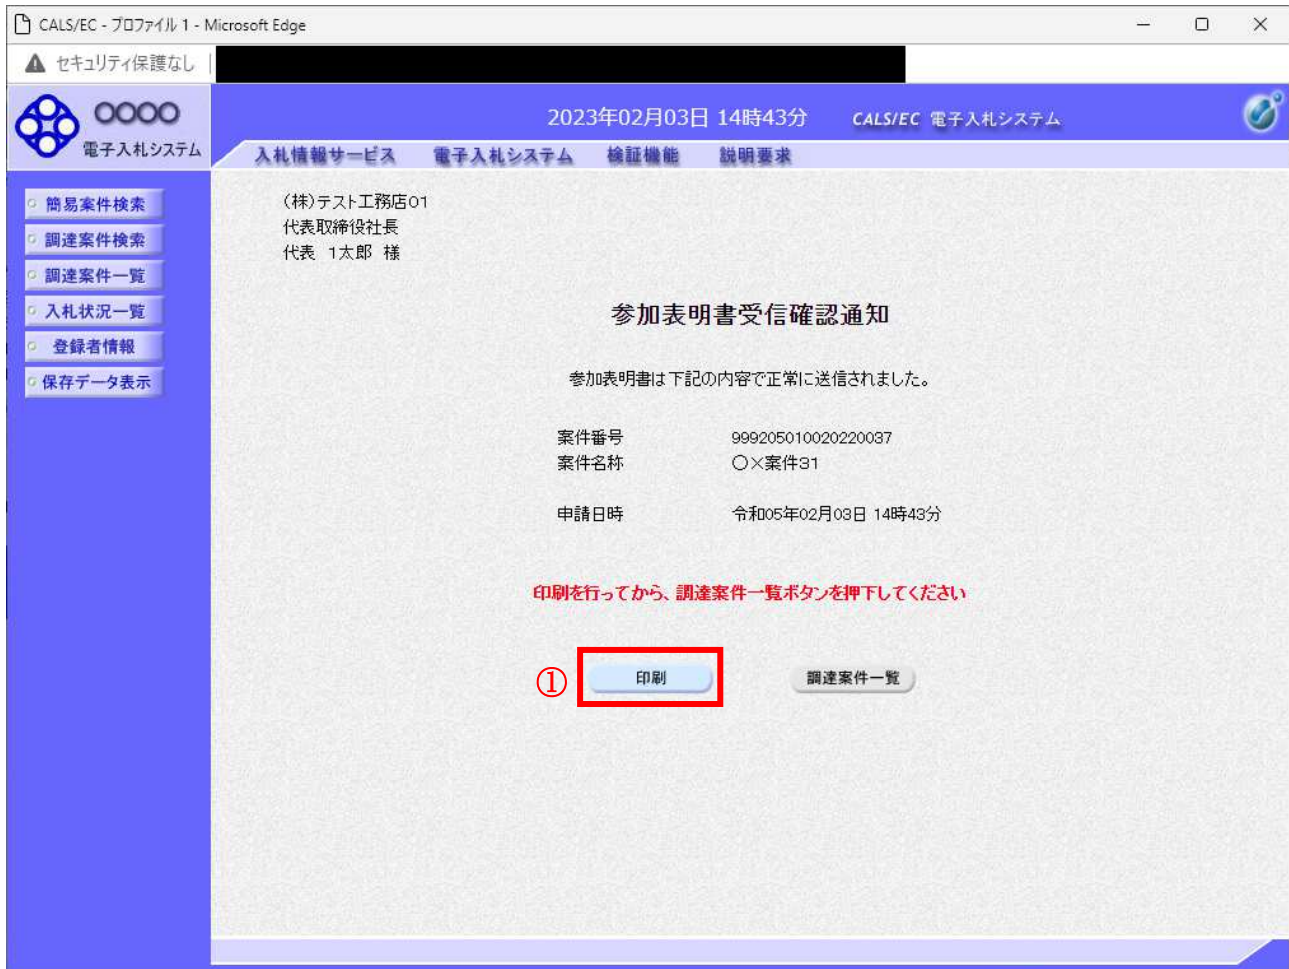 CALS/EC - プロファイル 1 - Microsoft Edge
セキュリティ保護なし
○○○○
電子入札システム
2023年02月03日 14時43分
CALS/EC 電子入札システム
入札情報サービス 電子入札システム 検証機能 説明要求
簡易案件検索
調達案件検索
調達案件一覧
入札状況一覧
登録者情報
保存データ表示
(株)テスト工務店01
代表取締役社長
代表 1太郎 様
参加表明書受信確認通知
参加表明書は下記の内容で正常に送信されました。
案件番号 999205010020220037
案件名称 ○×案件31
申請日時 令和05年02月03日 14時43分
印刷を行ってから、調達案件一覧ボタンを押下してください
① 印刷 調達案件一覧